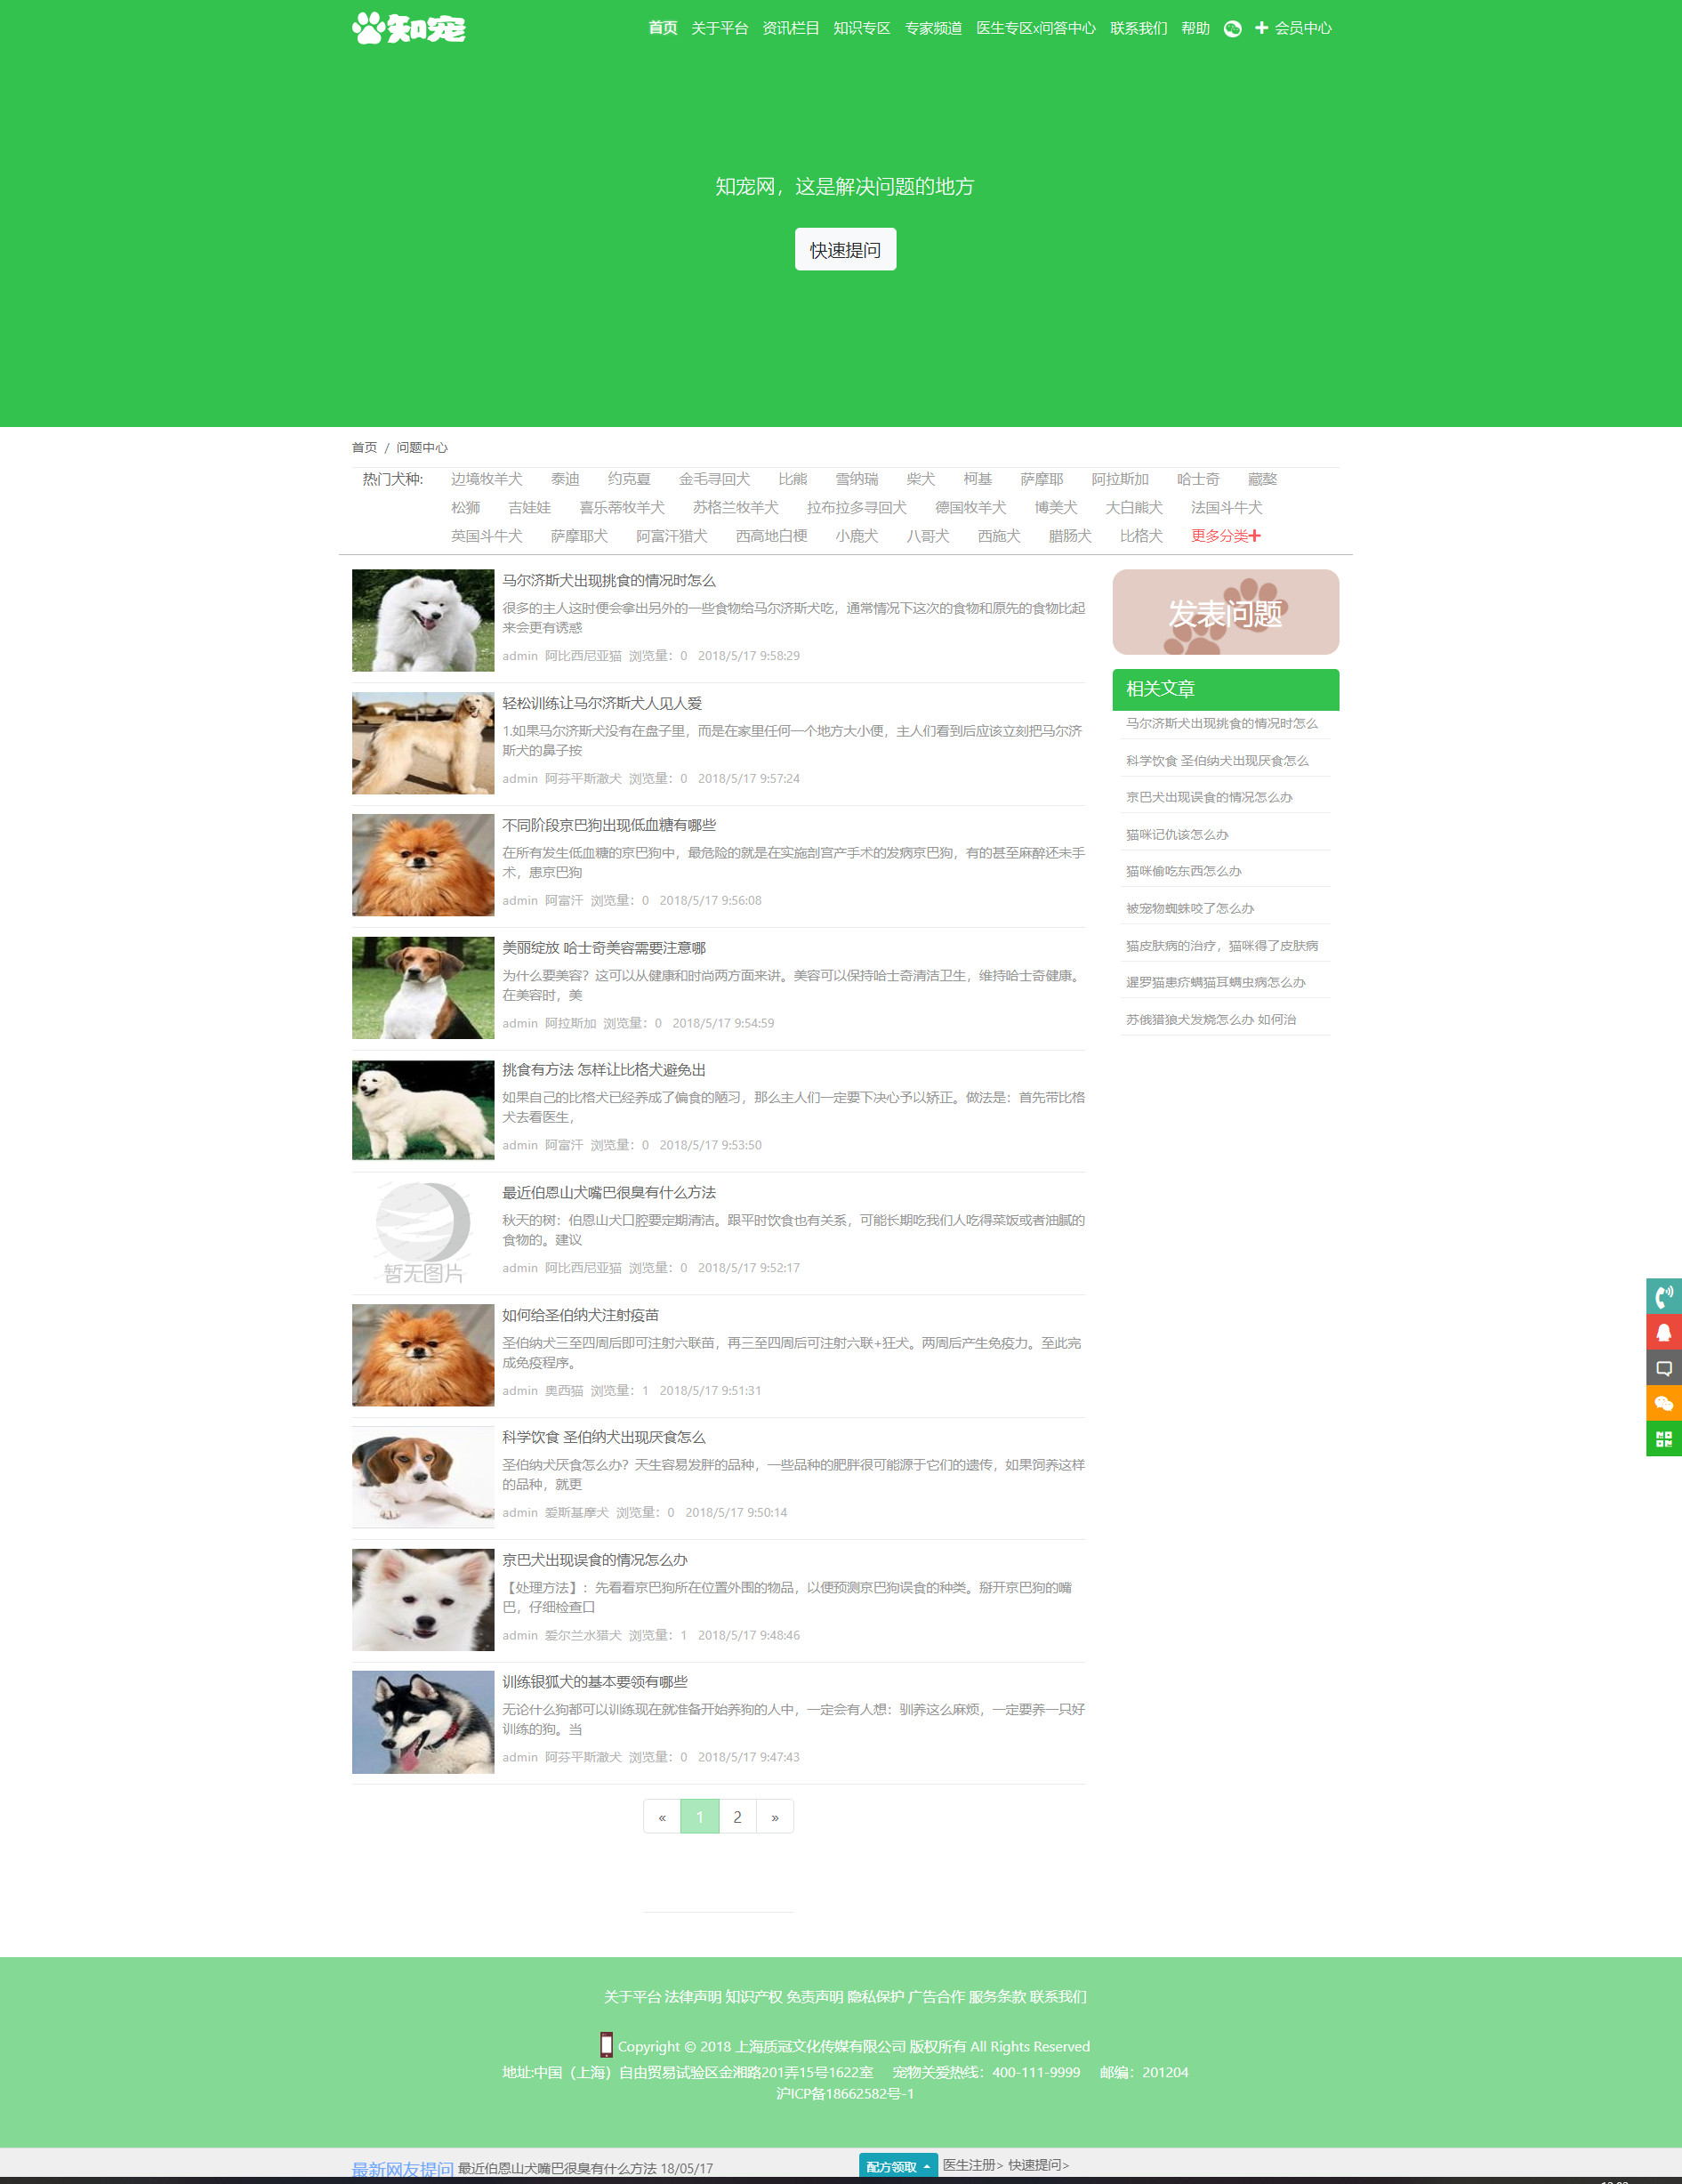 知宠
首页 关于平台 资讯栏目 知识专区 专家频道 医生专区x问答中心 联系我们 帮助 会员中心
知宠网，这是解决问题的地方
快速提问
首页 / 问题中心
热门犬种: 边境牧羊犬 泰迪 约克夏 金毛寻回犬 比熊 雪纳瑞 柴犬 柯基 萨摩耶 阿拉斯加 哈士奇 藏獒
松狮 吉娃娃 喜乐蒂牧羊犬 苏格兰牧羊犬 拉布拉多寻回犬 德国牧羊犬 博美犬 大白熊犬 法国斗牛犬
英国斗牛犬 萨摩耶犬 阿富汗猎犬 西高地白梗 小鹿犬 八哥犬 西施犬 腊肠犬 比格犬 更多分类
马尔济斯犬出现挑食的情况时怎么
很多的主人这时便会拿出另外的一些食物给马尔济斯犬吃，通常情况下这次的食物和原先的食物比起
来会更有诱惑
admin 阿比西尼亚猫 浏览量：0 2018/5/17 9:58:29
轻松训练让马尔济斯犬人见人爱
1.如果马尔济斯犬没有在盘子里，而是在家里任何一个地方大小便，主人们看到后应该立刻把马尔济
斯犬的鼻子按
admin 阿芬平斯澈犬 浏览量：0 2018/5/17 9:57:24
不同阶段京巴狗出现低血糖有哪些
在所有发生低血糖的京巴狗中，最危险的就是在实施剖宫产手术的发病京巴狗，有的甚至麻醉还未手
术，患京巴狗
admin 阿富汗 浏览量：0 2018/5/17 9:56:08
美丽绽放 哈士奇美容需要注意哪
为什么要美容？这可以从健康和时尚两方面来讲。美容可以保持哈士奇清洁卫生，维持哈士奇健康。
在美容时，美
admin 阿拉斯加 浏览量：0 2018/5/17 9:54:59
挑食有方法 怎样让比格犬避免出
如果自己的比格犬已经养成了偏食的陋习，那么主人们一定要下决心予以矫正。做法是：首先带比格
犬去看医生，
admin 阿富汗 浏览量：0 2018/5/17 9:53:50
暂无图片
最近伯恩山犬嘴巴很臭有什么方法
秋天的树：伯恩山犬口腔要定期清洁。跟平时饮食也有关系，可能长期吃我们人吃得菜饭或者油腻的
食物的。建议
admin 阿比西尼亚猫 浏览量：0 2018/5/17 9:52:17
如何给圣伯纳犬注射疫苗
圣伯纳犬三至四周后即可注射六联苗，再三至四周后可注射六联+狂犬。两周后产生免疫力。至此完
成免疫程序。
admin 奥西猫 浏览量：1 2018/5/17 9:51:31
科学饮食 圣伯纳犬出现厌食怎么
圣伯纳犬厌食怎么办？天生容易发胖的品种，一些品种的肥胖很可能源于它们的遗传，如果饲养这样
的品种，就更
admin 爱斯基摩犬 浏览量：0 2018/5/17 9:50:14
京巴犬出现误食的情况怎么办
【处理方法】：先看看京巴狗所在位置外围的物品，以便预测京巴狗误食的种类。掰开京巴狗的嘴
巴，仔细检查口
admin 爱尔兰水猎犬 浏览量：1 2018/5/17 9:48:46
训练银狐犬的基本要领有哪些
无论什么狗都可以训练现在就准备开始养狗的人中，一定会有人想：驯养这么麻烦，一定要养一只好
训练的狗。当
admin 阿芬平斯澈犬 浏览量：0 2018/5/17 9:47:43
« 1 2 »
发表问题
相关文章
马尔济斯犬出现挑食的情况时怎么
科学饮食 圣伯纳犬出现厌食怎么
京巴犬出现误食的情况怎么办
猫咪记仇该怎么办
猫咪偷吃东西怎么办
被宠物蜘蛛咬了怎么办
猫皮肤病的治疗，猫咪得了皮肤病
暹罗猫患疥螨猫耳螨虫病怎么办
苏俄猎狼犬发烧怎么办 如何治
关于平台 法律声明 知识产权 免责声明 隐私保护 广告合作 服务条款 联系我们
Copyright © 2018 上海质冠文化传媒有限公司 版权所有 All Rights Reserved
地址:中国（上海）自由贸易试验区金湘路201弄15号1622室 宠物关爱热线：400-111-9999 邮编：201204
沪ICP备18662582号-1
最新网友提问 最近伯恩山犬嘴巴很臭有什么方法 18/05/17 配方领取 医生注册> 快速提问>